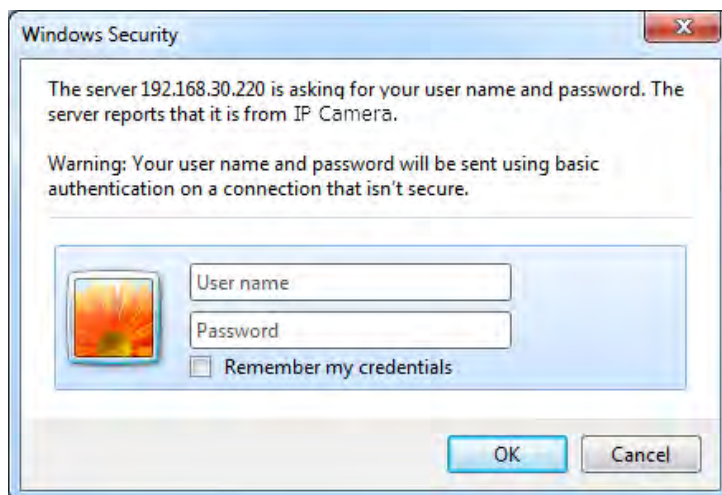 Windows Security
The server 192.168.30.220 is asking for your user name and password. The
server reports that it is from IP Camera.
Warning: Your user name and password will be sent using basic
authentication on a connection that isn't secure.
User name
Password
Remember my credentials
OK Cancel